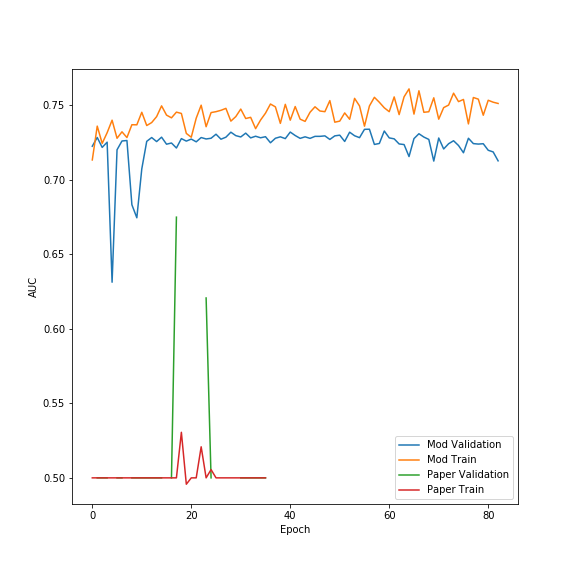 0.75
0.70
0.65
0.60
0.55
0.50
AUC
0 20 40 60 80
Epoch
Mod Validation
Mod Train
Paper Validation
Paper Train